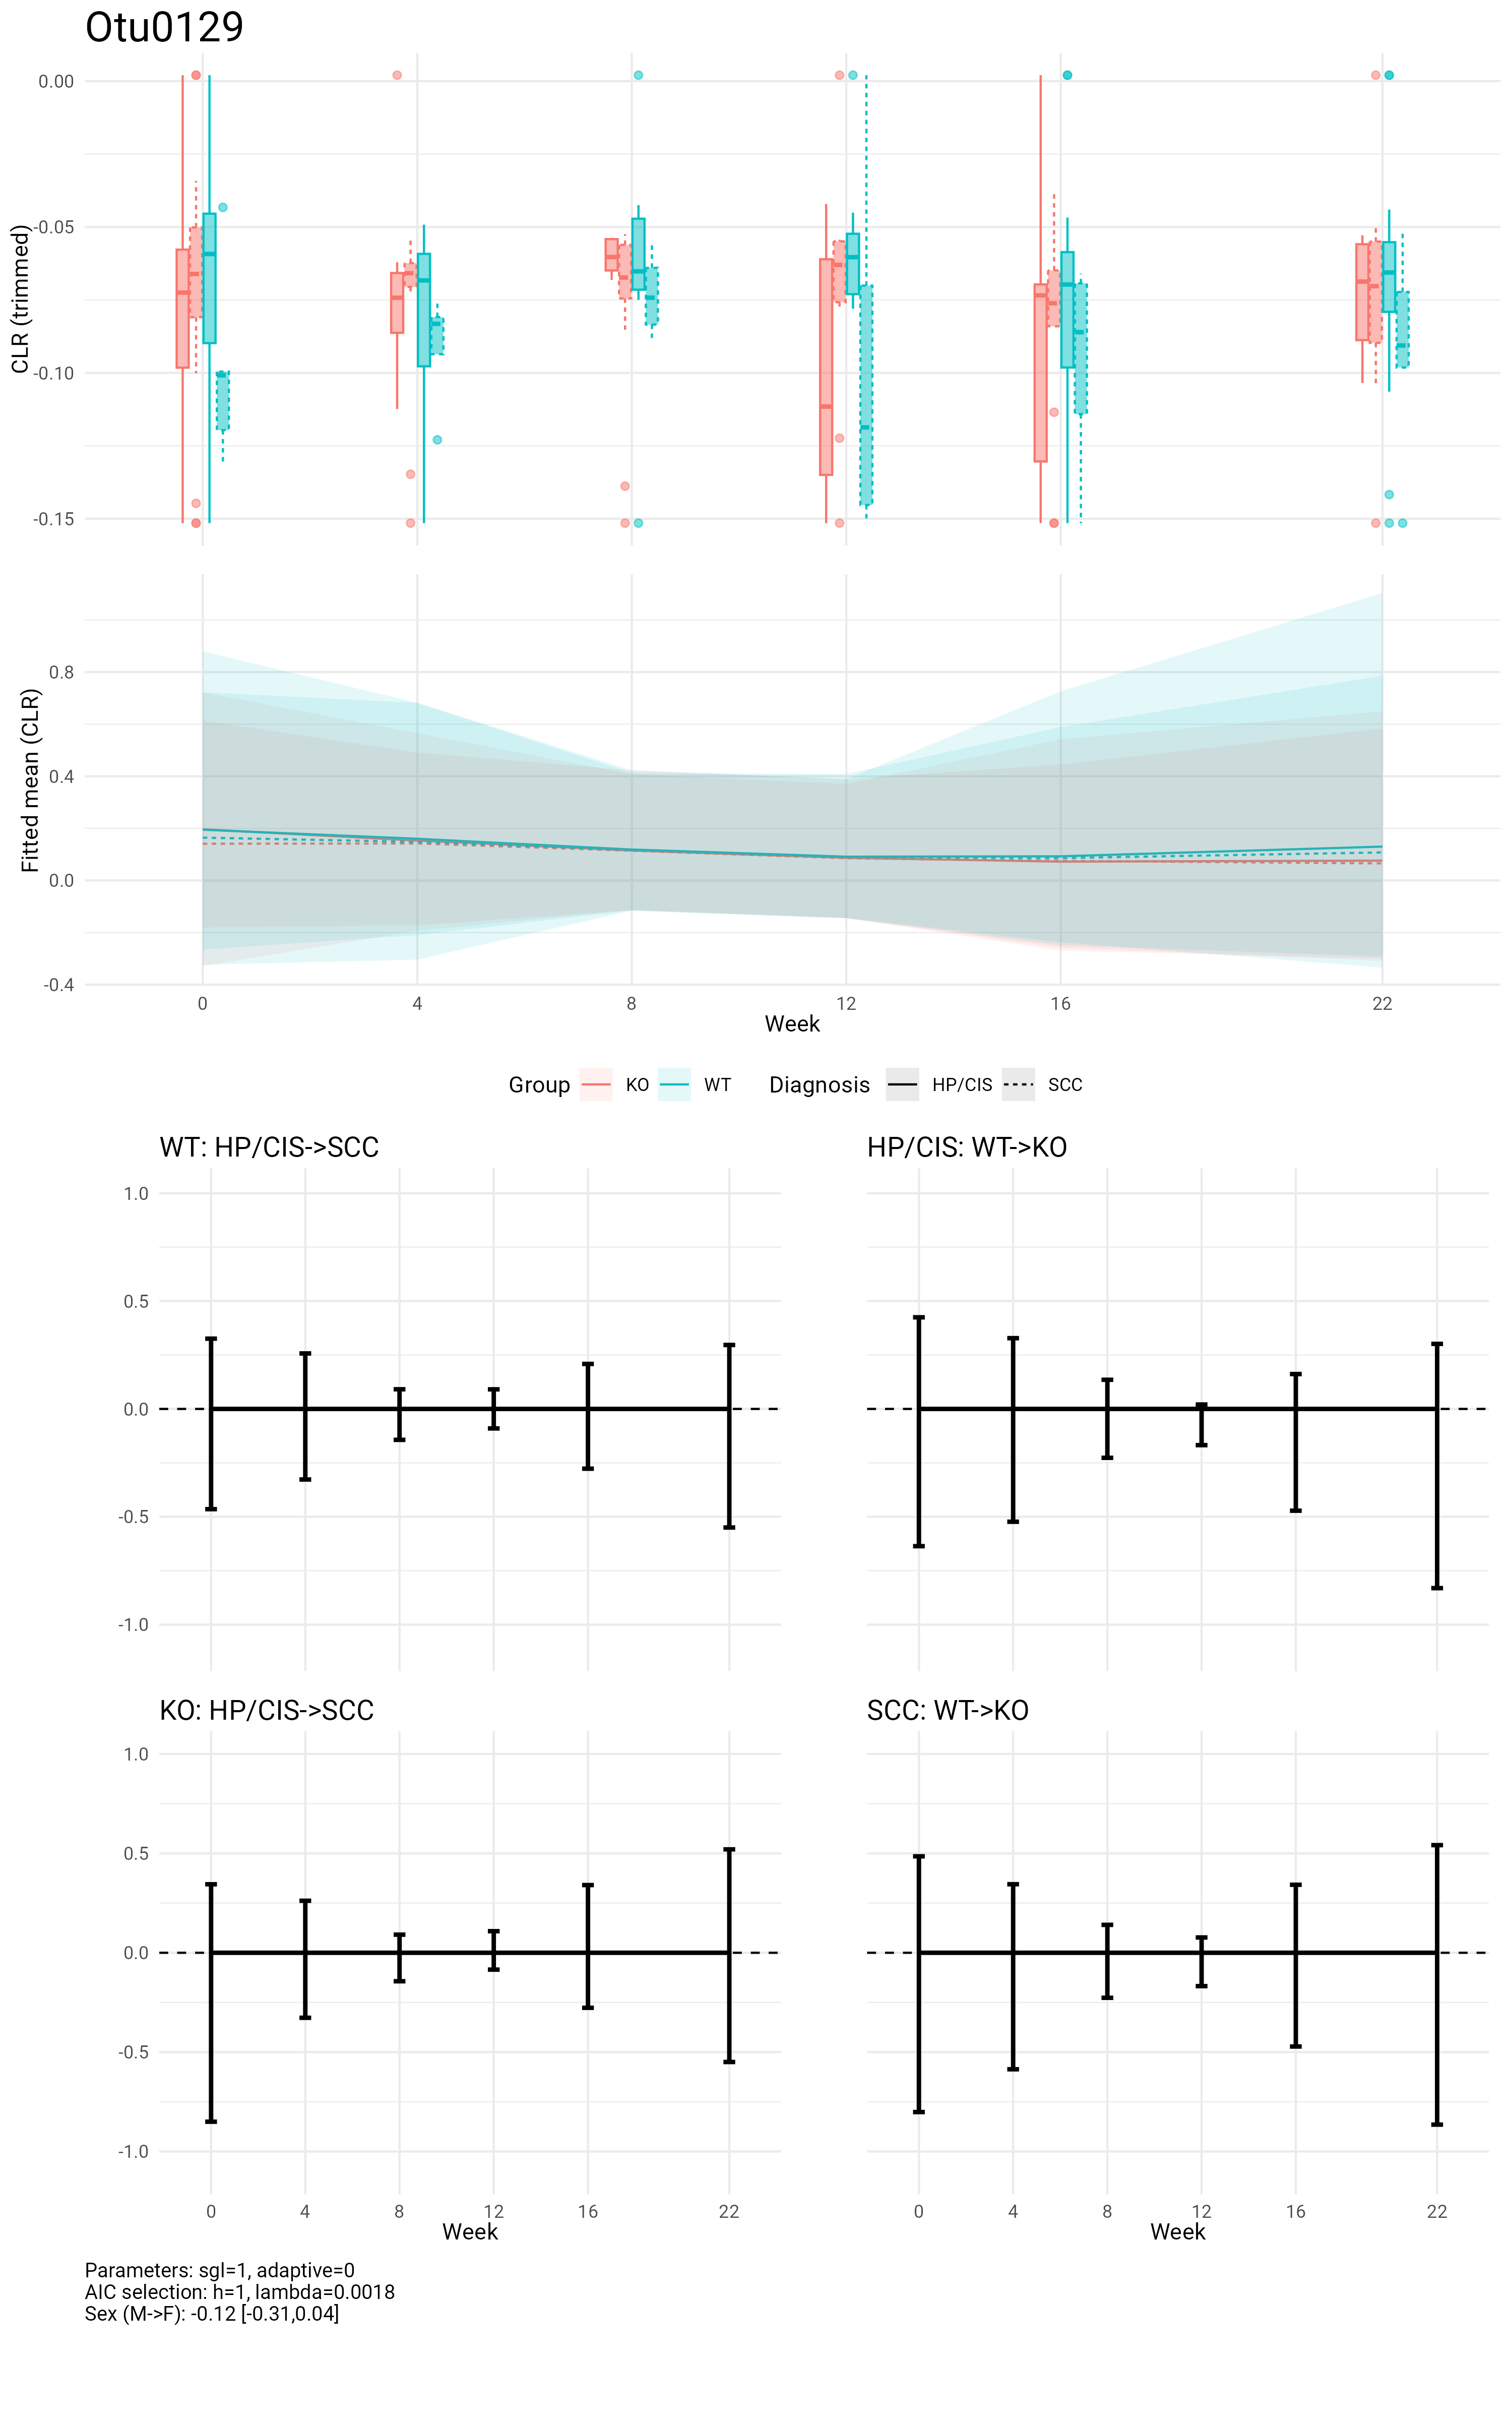 Otu0129
CLR (trimmed)
0.00
-0.05
-0.10
-0.15
Fitted mean (CLR)
0.8
0.4
0.0
-0.4
0 4 8 12 16 22
Week
Group KO WT Diagnosis HP/CIS SCC
WT: HP/CIS->SCC
HP/CIS: WT->KO
1.0
0.5
0.0
-0.5
-1.0
KO: HP/CIS->SCC
SCC: WT->KO
1.0
0.5
0.0
-0.5
-1.0
0 4 8 12 16 22
0 4 8 12 16 22
Week
Week
Parameters: sgl=1, adaptive=0
AIC selection: h=1, lambda=0.0018
Sex (M->F): -0.12 [-0.31,0.04]